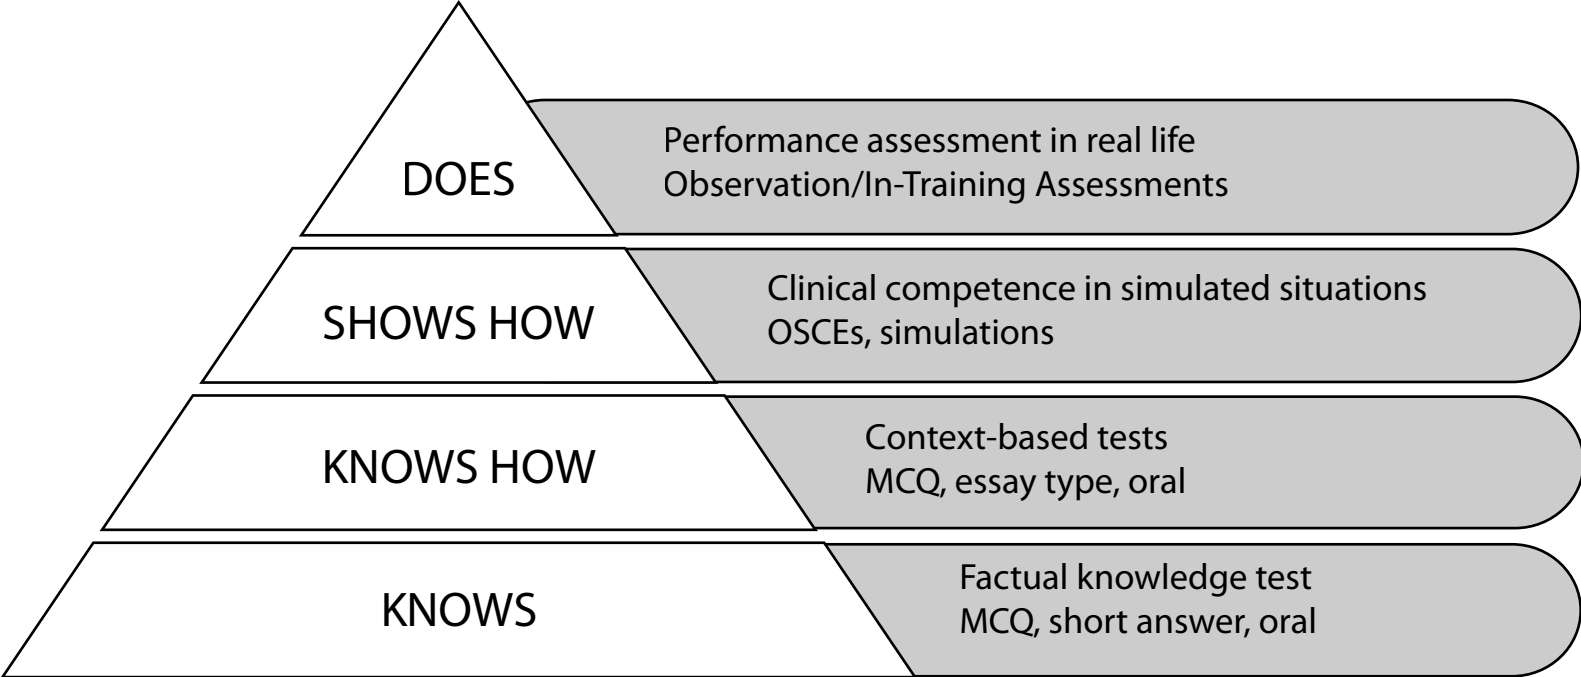 DOES
Performance assessment in real life
Observation/In-Training Assessments
SHOWS HOW
Clinical competence in simulated situations
OSCEs, simulations
KNOWS HOW
Context-based tests
MCQ, essay type, oral
KNOWS
Factual knowledge test
MCQ, short answer, oral